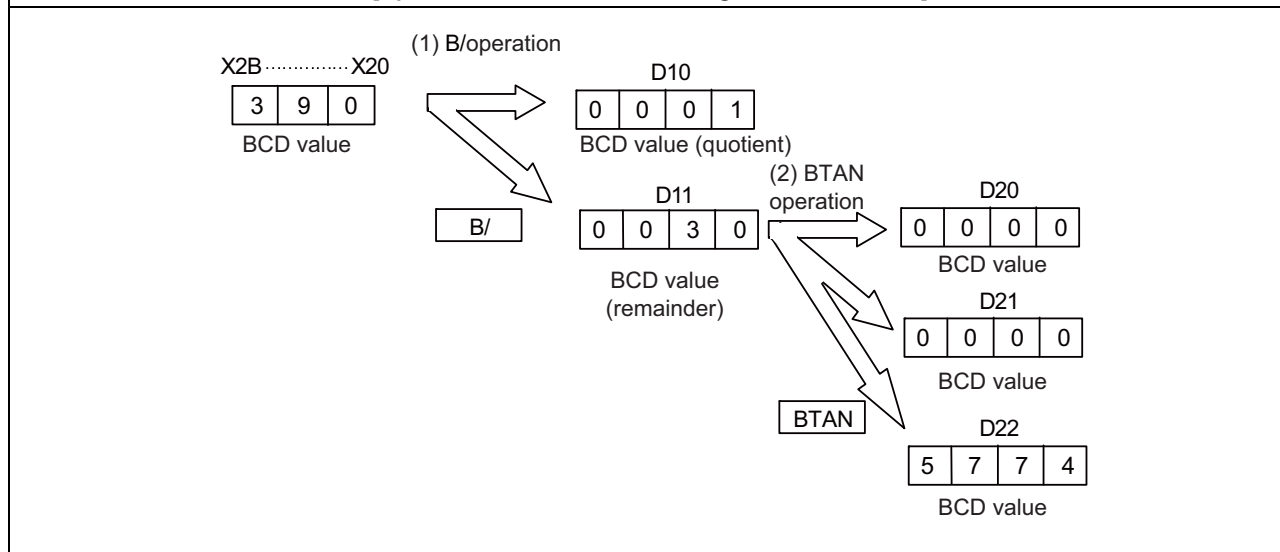 (1) B/operation
X2B ·············· X20
D10
3 9 0
0 0 0 1
BCD value
BCD value (quotient)
(2) BTAN
operation
D11
D20
B/
0 0 3 0
0 0 0 0
BCD value
BCD value
(remainder)
D21
0 0 0 0
BCD value
BTAN
D22
5 7 7 4
BCD value